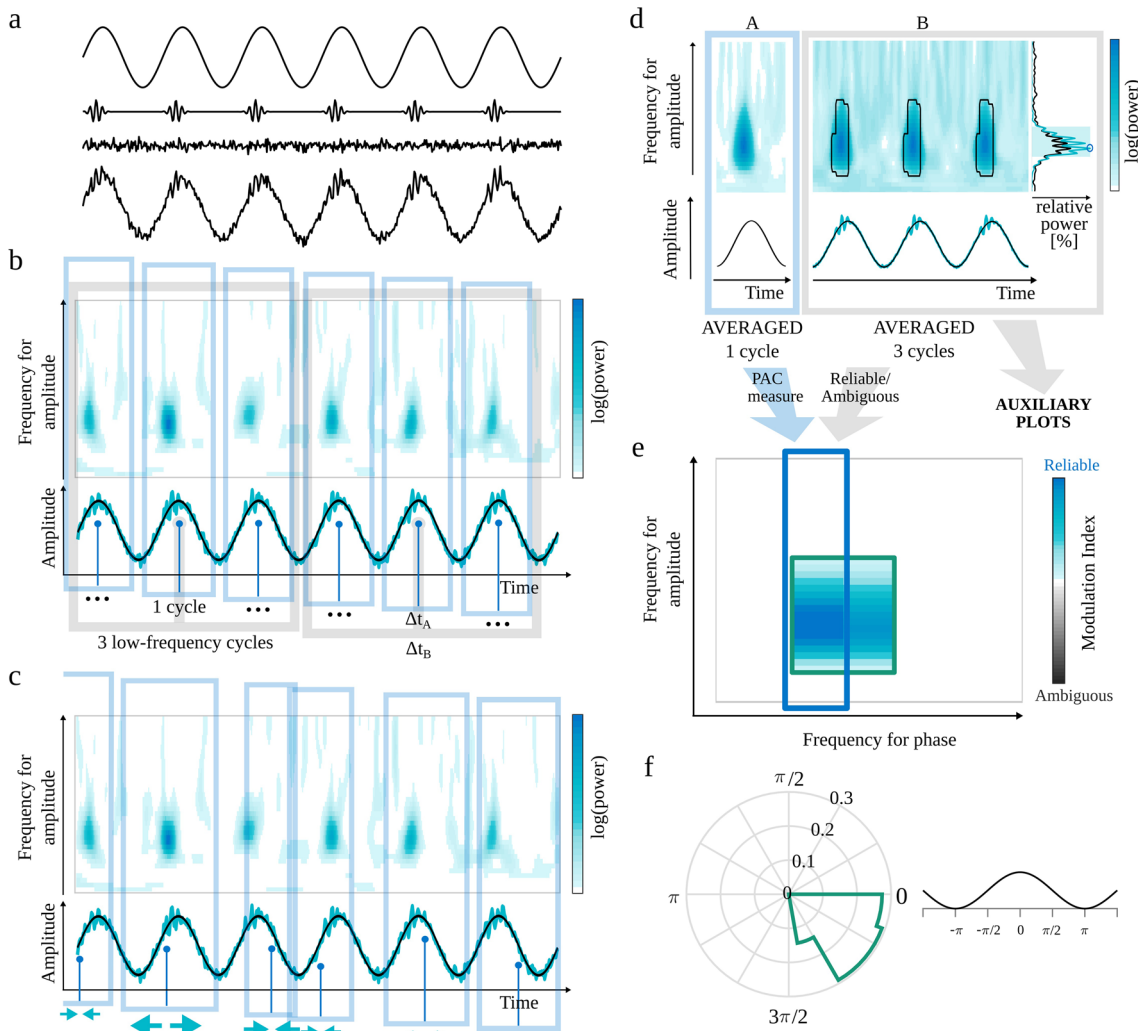 a
b
Frequency for
amplitude
log(power)
Amplitude
Time
•••
1 cycle
•••
•••
Δt_A
•••
3 low-frequency cycles
Δt_B
c
Frequency for
amplitude
log(power)
Amplitude
Time
d
A
B
Frequency for
amplitude
log(power)
relative
power
[%]
Amplitude
Time
Time
AVERAGED
1 cycle
AVERAGED
3 cycles
PAC
measure
Reliable/
Ambiguous
AUXILIARY
PLOTS
e
Reliable
Frequency for
amplitude
Modulation Index
Ambiguous
Frequency for phase
f
π/2
0.3
0.2
0.1
π
0
0
3π/2
-π -π/2 0 π/2 π